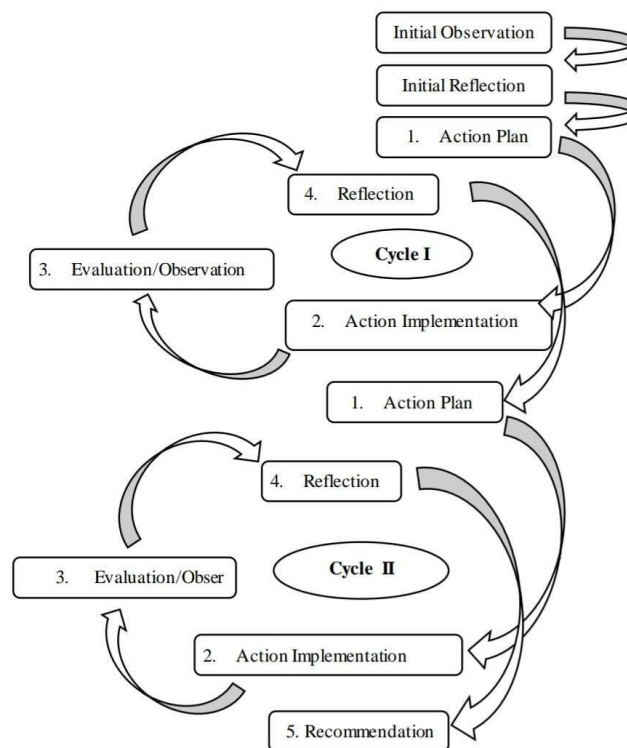 Initial Observation
Initial Reflection
1. Action Plan
4. Reflection
Cycle I
3. Evaluation/Observation
2. Action Implementation
1. Action Plan
4. Reflection
Cycle II
3. Evaluation/Obser
2. Action Implementation
5. Recommendation